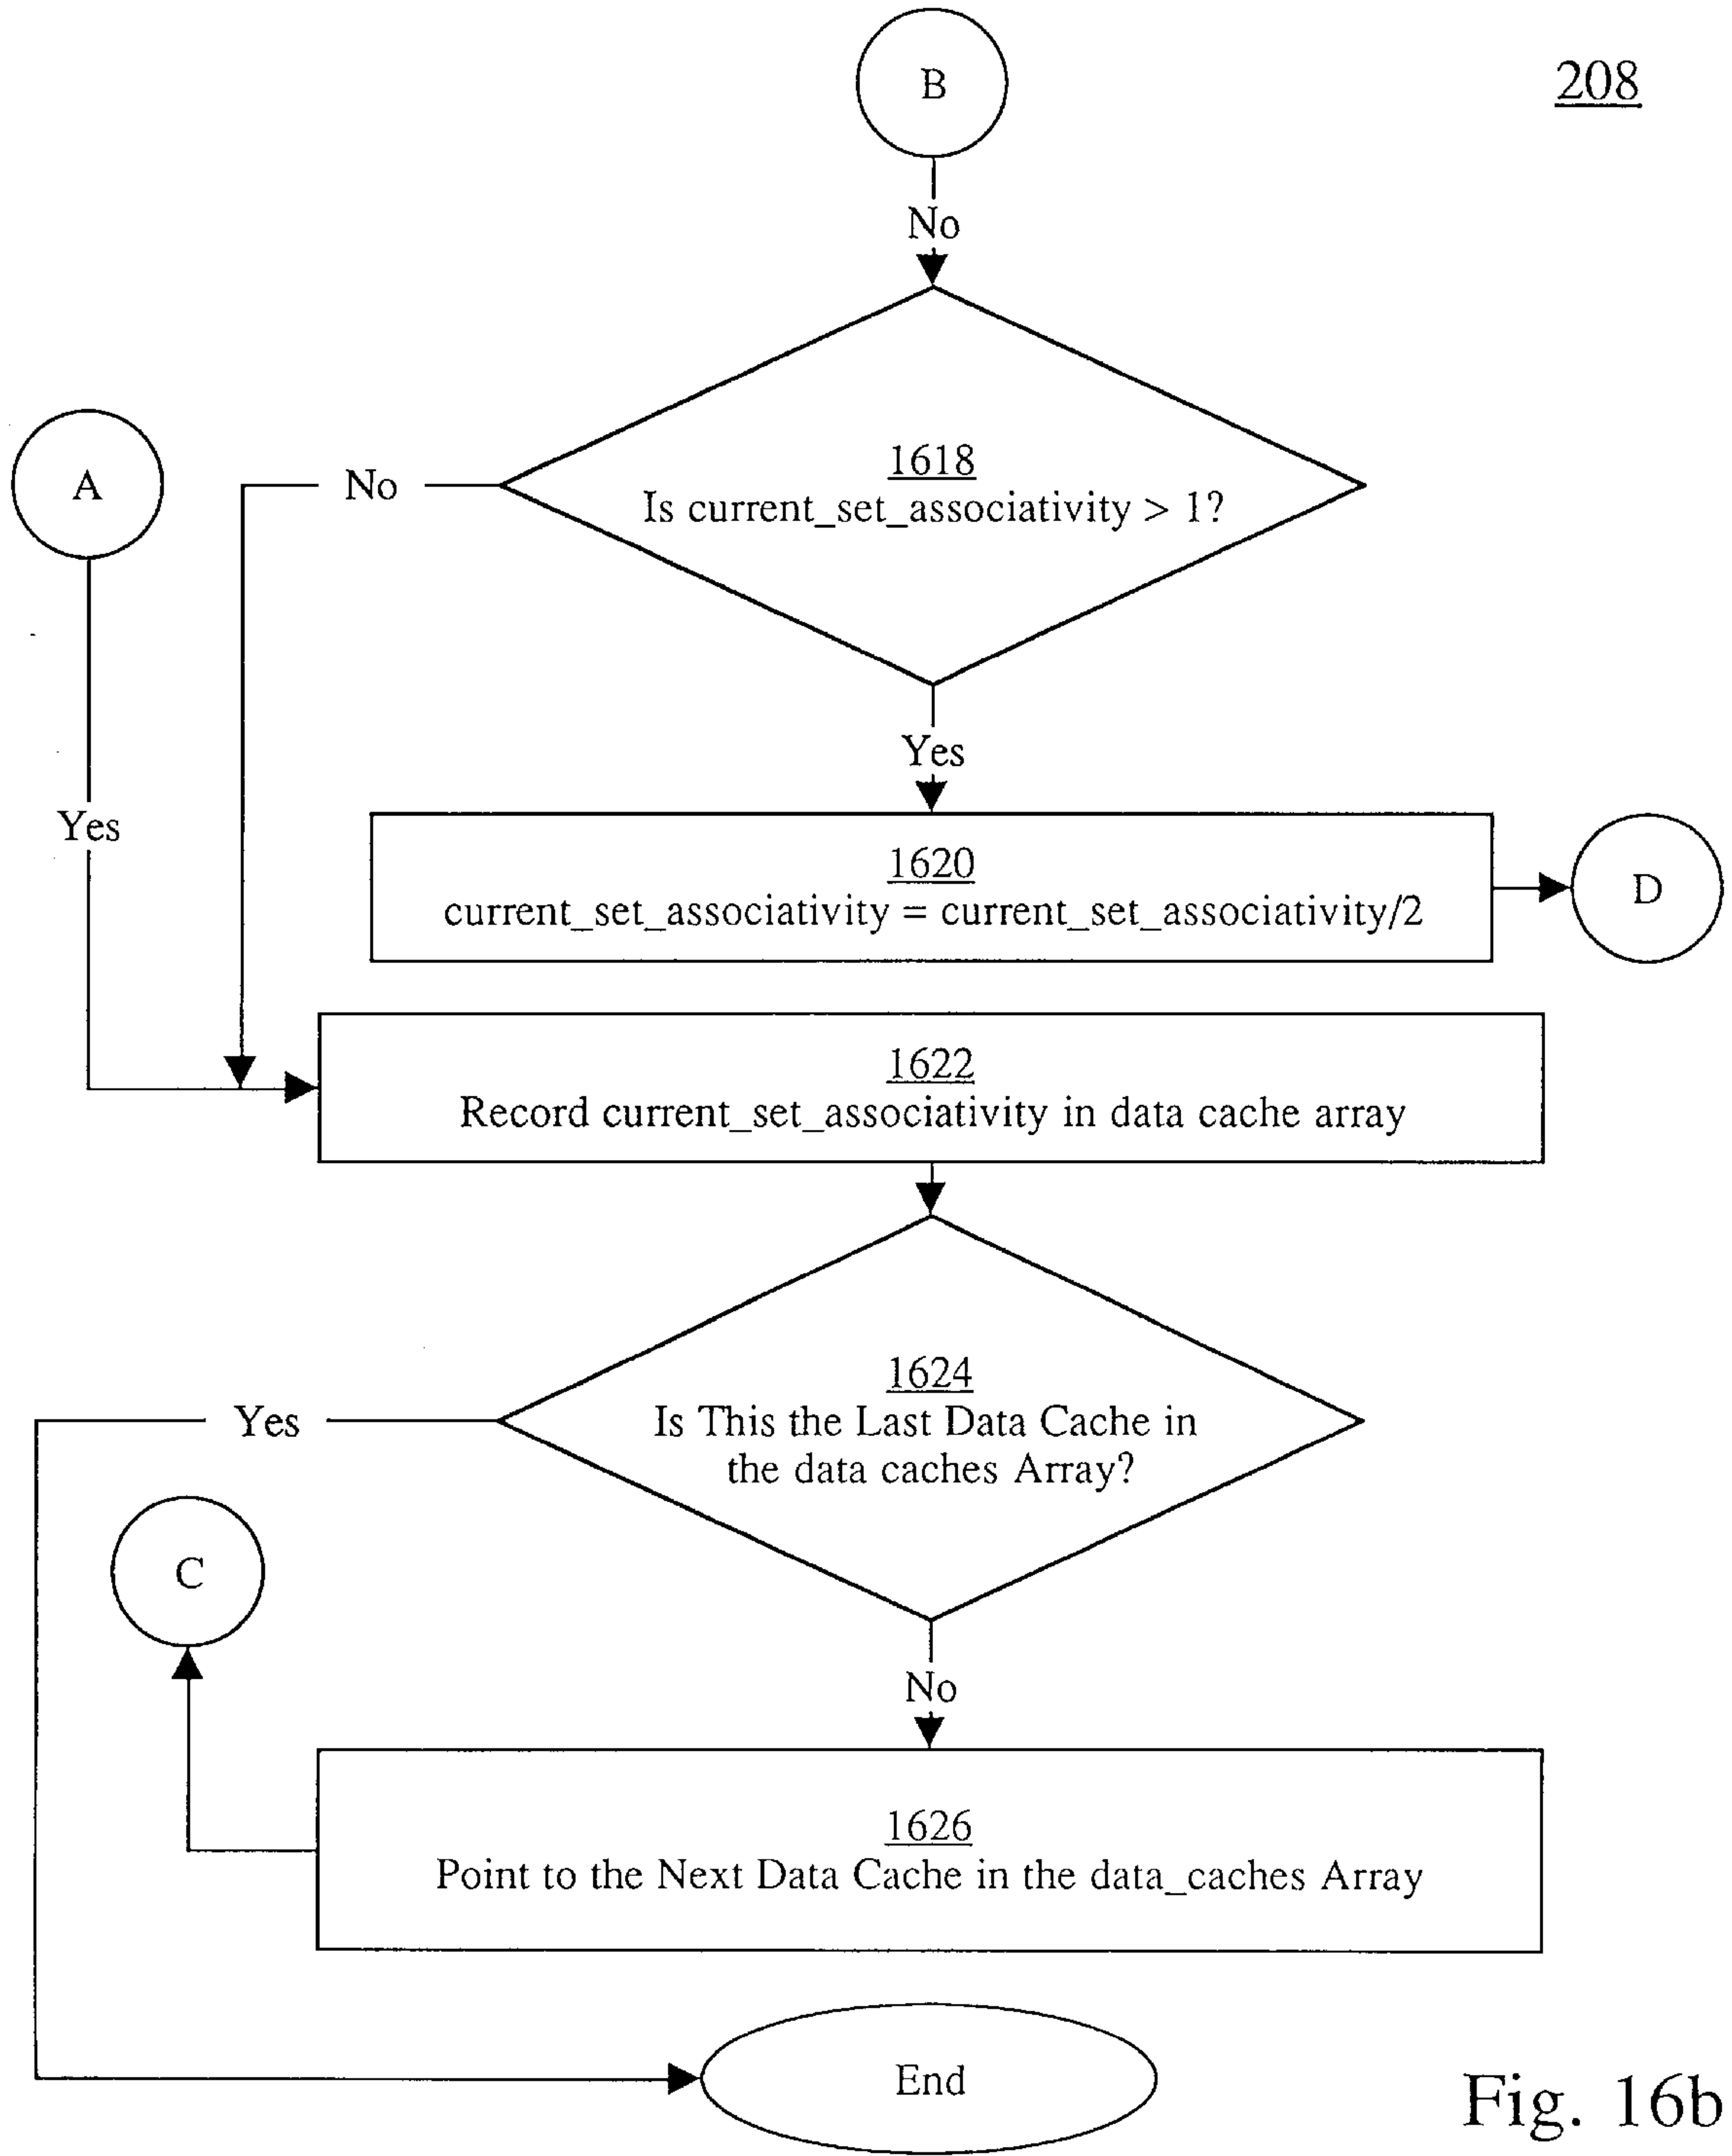 208
B
No
A
No
1618
Is current_set_associativity > 1?
Yes
Yes
1620
current_set_associativity = current_set_associativity/2
D
1622
Record current_set_associativity in data cache array
1624
Yes
Is This the Last Data Cache in
the data caches Array?
C
No
1626
Point to the Next Data Cache in the data_caches Array
End
Fig. 16b